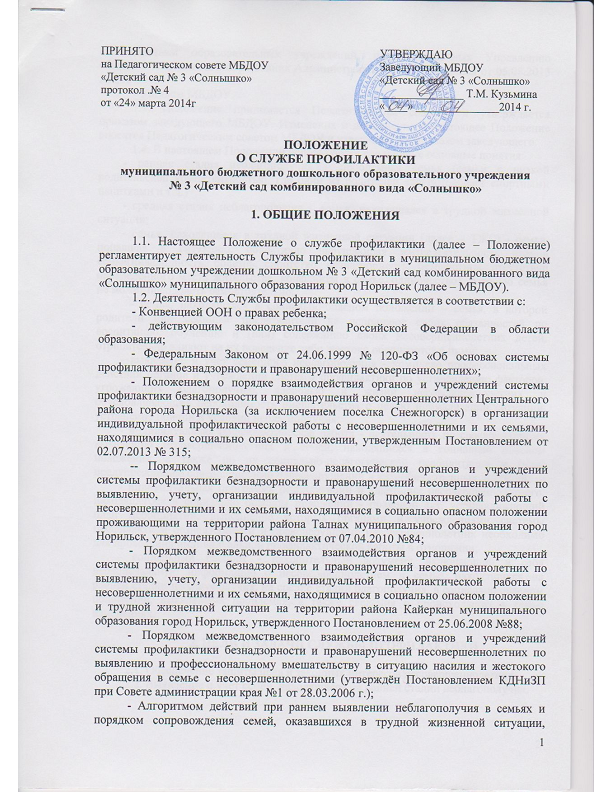 ПРИНЯТО
на Педагогическом совете МБДОУ
«Детский сад № 3 «Солнышко»
протокол .№ 4
от «24» марта 2014г
УТВЕРЖДАЮ
Заведующий МБДОУ
«Детский сад № 3 «Солнышко»
Т.М. Кузьмина
« 04 » 04 2014 г.
ПОЛОЖЕНИЕ
О СЛУЖБЕ ПРОФИЛАКТИКИ
муниципального бюджетного дошкольного образовательного учреждения
№ 3 «Детский сад комбинированного вида «Солнышко»
1. ОБЩИЕ ПОЛОЖЕНИЯ
1.1. Настоящее Положение о службе профилактики (далее – Положение)
регламентирует деятельность Службы профилактики в муниципальном бюджетном
образовательном учреждении дошкольном № 3 «Детский сад комбинированного вида
«Солнышко» муниципального образования город Норильск (далее – МБДОУ).
1.2. Деятельность Службы профилактики осуществляется в соответствии с:
- Конвенцией ООН о правах ребенка;
- действующим законодательством Российской Федерации в области
образования;
- Федеральным Законом от 24.06.1999 № 120-ФЗ «Об основах системы
профилактики безнадзорности и правонарушений несовершеннолетних»;
- Положением о порядке взаимодействия органов и учреждений системы
профилактики безнадзорности и правонарушений несовершеннолетних Центрального
района города Норильска (за исключением поселка Снежногорск) в организации
индивидуальной профилактической работы с несовершеннолетними и их семьями,
находящимися в социально опасном положении, утвержденным Постановлением от
02.07.2013 № 315;
-- Порядком межведомственного взаимодействия органов и учреждений
системы профилактики безнадзорности и правонарушений несовершеннолетних по
выявлению, учету, организации индивидуальной профилактической работы с
несовершеннолетними и их семьями, находящимися в социально опасном положении
проживающими на территории района Талнах муниципального образования город
Норильск, утвержденного Постановлением от 07.04.2010 №84;
- Порядком межведомственного взаимодействия органов и учреждений
системы профилактики безнадзорности и правонарушений несовершеннолетних по
выявлению, учету, организации индивидуальной профилактической работы с
несовершеннолетними и их семьями, находящимися в социально опасном положении
и трудной жизненной ситуации на территории района Кайеркан муниципального
образования город Норильск, утвержденного Постановлением от 25.06.2008 №88;
- Порядком межведомственного взаимодействия органов и учреждений
системы профилактики безнадзорности и правонарушений несовершеннолетних по
выявлению и профессиональному вмешательству в ситуацию насилия и жестокого
обращения в семье с несовершеннолетними (утверждён Постановлением КДНиЗП
при Совете администрации края №1 от 28.03.2006 г.);
- Алгоритмом действий при раннем выявлении неблагополучия в семьях и
порядком сопровождения семей, оказавшихся в трудной жизненной ситуации,
1